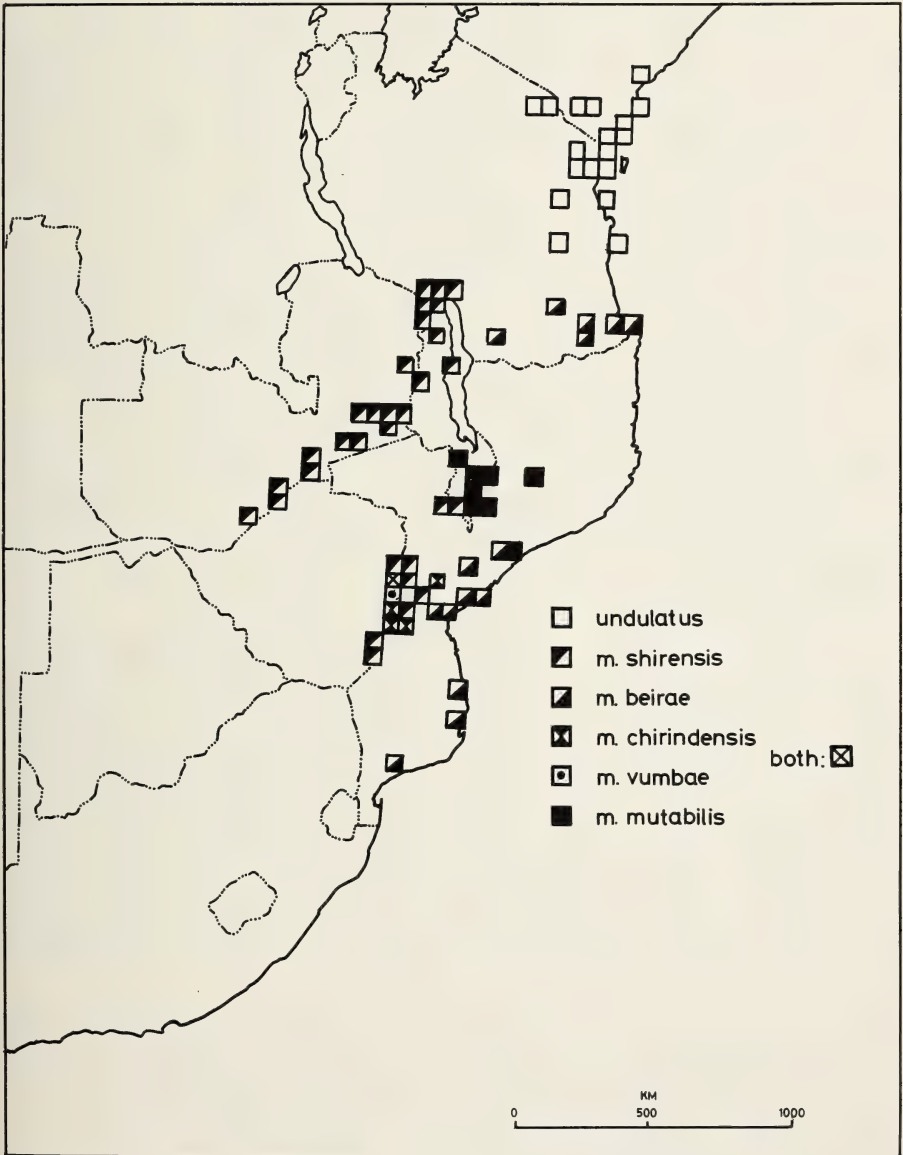 undulatus
m. shirensis
m. beirae
m. chirindensis
both:
m. vumbae
m. mutabilis
KM
0 500 1000